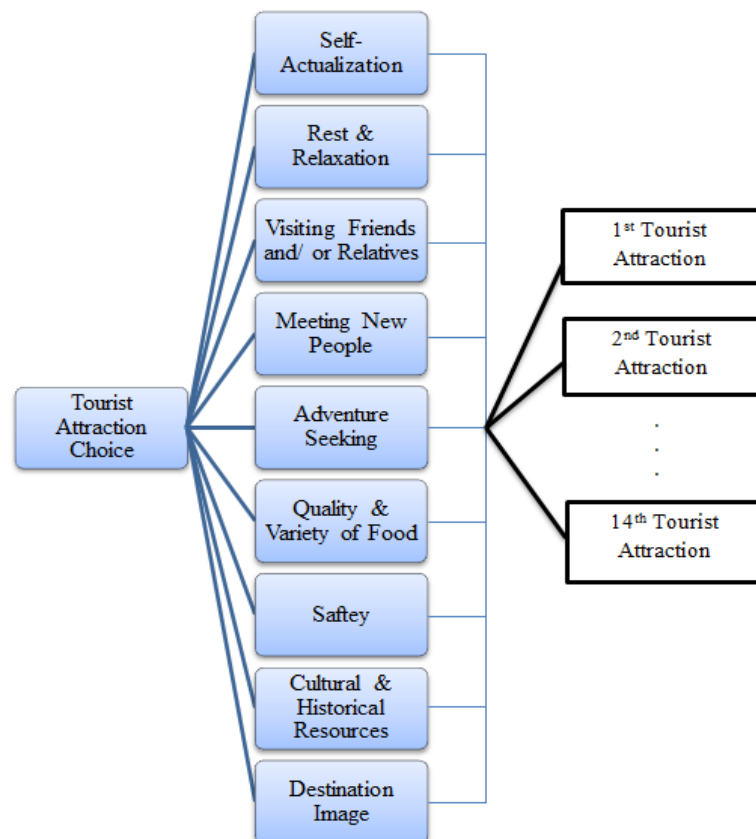 Self-
Actualization
Rest &
Relaxation
Visiting Friends
and/ or Relatives
Meeting New
People
Tourist
Attraction
Choice
Adventure
Seeking
Quality &
Variety of Food
Saftey
Cultural &
Historical
Resources
Destination
Image
1st Tourist
Attraction
2nd Tourist
Attraction
.
.
.
14th Tourist
Attraction